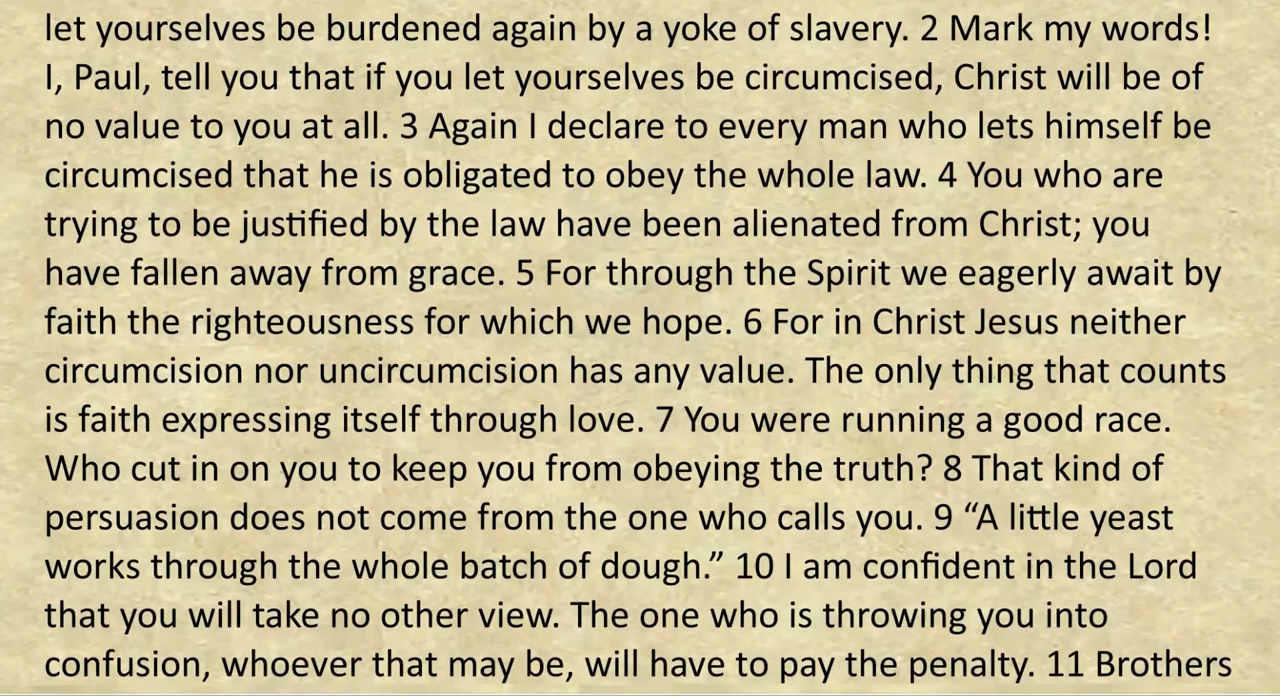 let yourselves be burdened again by a yoke of slavery. 2 Mark my words!
I, Paul, tell you that if you let yourselves be circumcised, Christ will be of
no value to you at all. 3 Again I declare to every man who lets himself be
circumcised that he is obligated to obey the whole law. 4 You who are
trying to be justified by the law have been alienated from Christ; you
have fallen away from grace. 5 For through the Spirit we eagerly await by
faith the righteousness for which we hope. 6 For in Christ Jesus neither
circumcision nor uncircumcision has any value. The only thing that counts
is faith expressing itself through love. 7 You were running a good race.
Who cut in on you to keep you from obeying the truth? 8 That kind of
persuasion does not come from the one who calls you. 9 “A little yeast
works through the whole batch of dough.” 10 I am confident in the Lord
that you will take no other view. The one who is throwing you into
confusion, whoever that may be, will have to pay the penalty. 11 Brothers